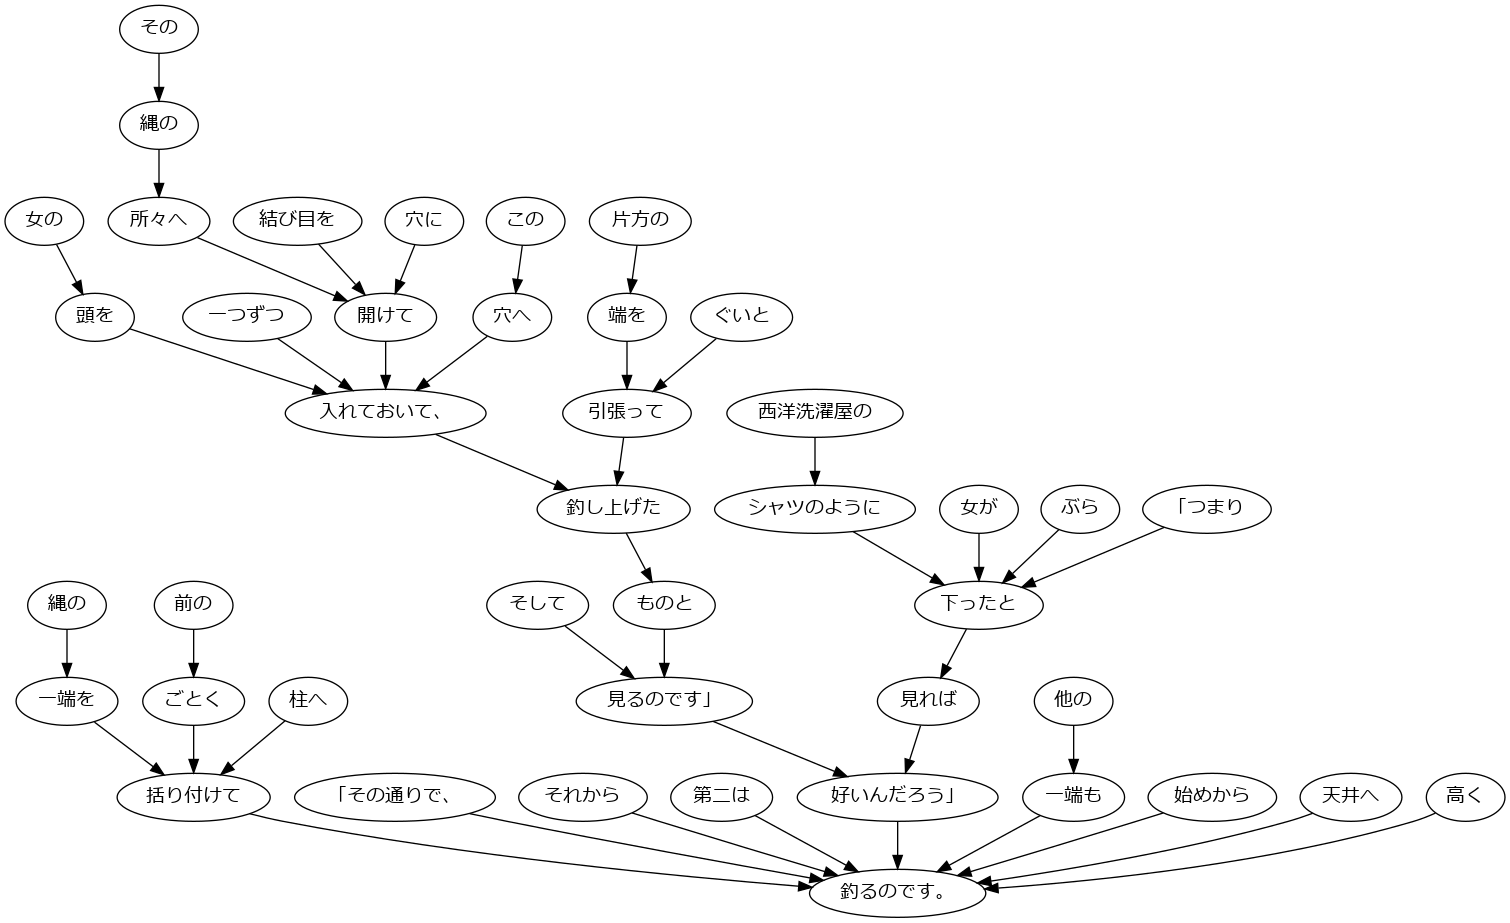 その
縄の
女の 所々へ 結び目を 穴に この 片方の
頭を 一つずつ 開けて 穴へ 端を ぐいと
入れておいて、 引張って 西洋洗濯屋の
釣し上げた シャツのように 女が ぶら 「つまり
縄の 前の そして ものと 下ったと
一端を ごとく 柱へ 見るのです」 見れば 他の
括り付けて 「その通りで、 それから 第二は 好いんだろう」 一端も 始めから 天井へ 高く
釣るのです。